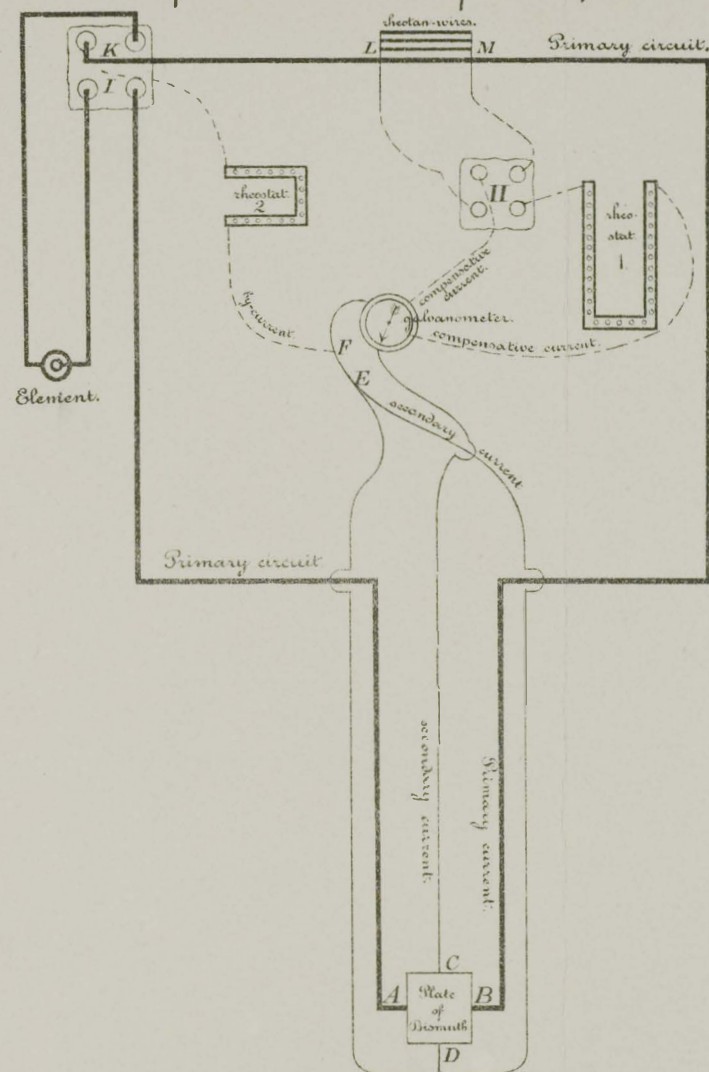 rheotan-wires.
L M
Primary circuit.
K
I
rheostat
2
II
rheo-
stat
1.
compensative
current.
by-current.
galvanometer.
compensative current.
F
E
Element.
secondary
current
Primary circuit
secondary current.
Primary current.
C
A
Plate
of
Bismuth
B
D